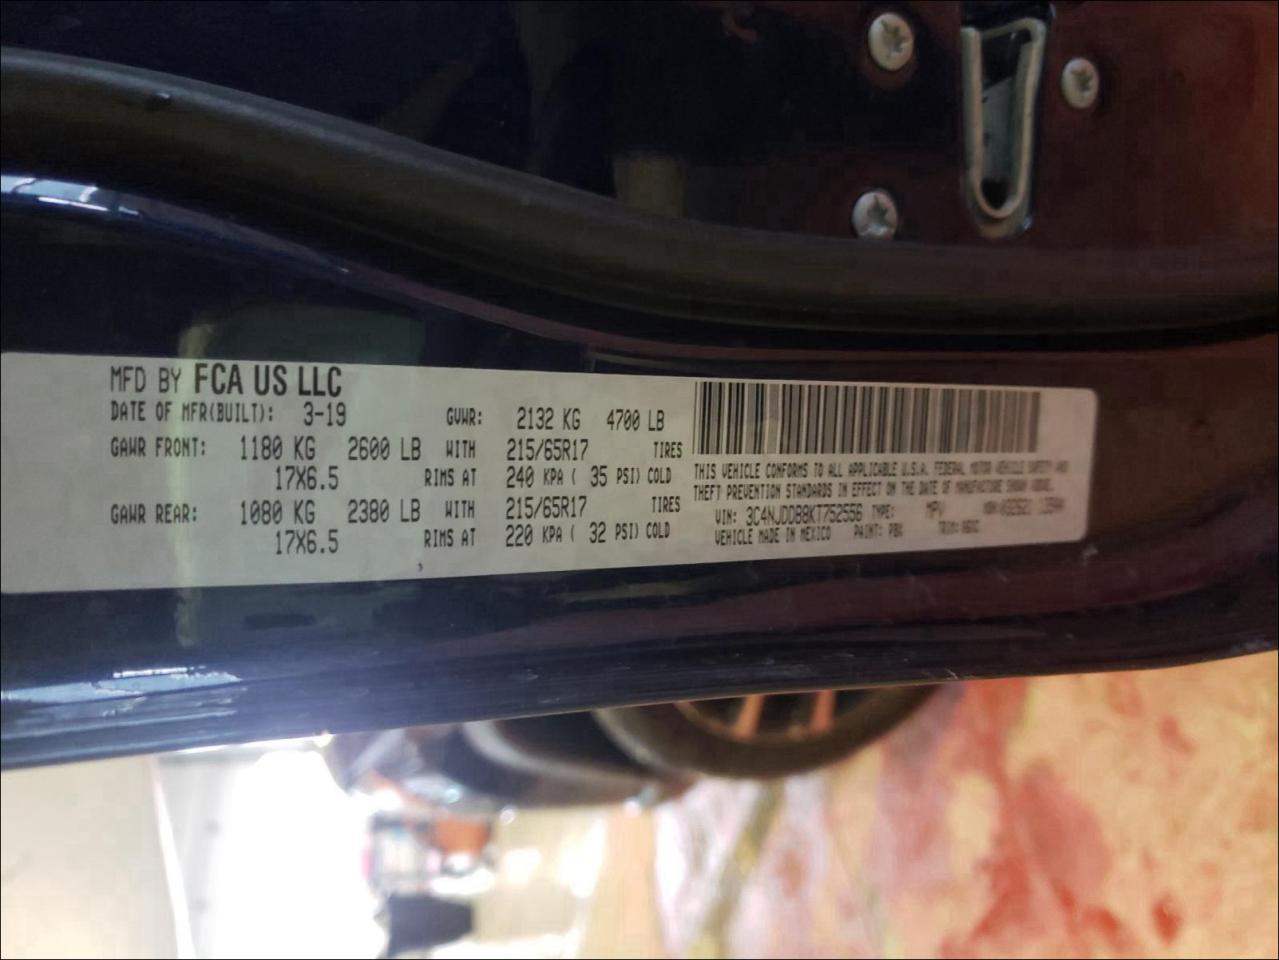 MFD BY FCA US LLC
DATE OF MFR(BUILT): 3-19 GVWR: 2132 KG 4700 LB
GAWR FRONT: 1180 KG 2600 LB WITH 215/65R17 TIRES
17X6.5 RIMS AT 240 KPA ( 35 PSI) COLD
GAWR REAR: 1080 KG 2380 LB WITH 215/65R17 TIRES
17X6.5 RIMS AT 220 KPA ( 32 PSI) COLD
THIS VEHICLE CONFORMS TO ALL APPLICABLE U.S.A. FEDERAL MOTOR VEHICLE SAFETY AND
THEFT PREVENTION STANDARDS IN EFFECT ON THE DATE OF MANUFACTURE SHOWN ABOVE.
VIN: 3C4NJDDB8KT752556 TYPE: MPV MDH:
VEHICLE MADE IN MEXICO PAINT: PBX TRIM: